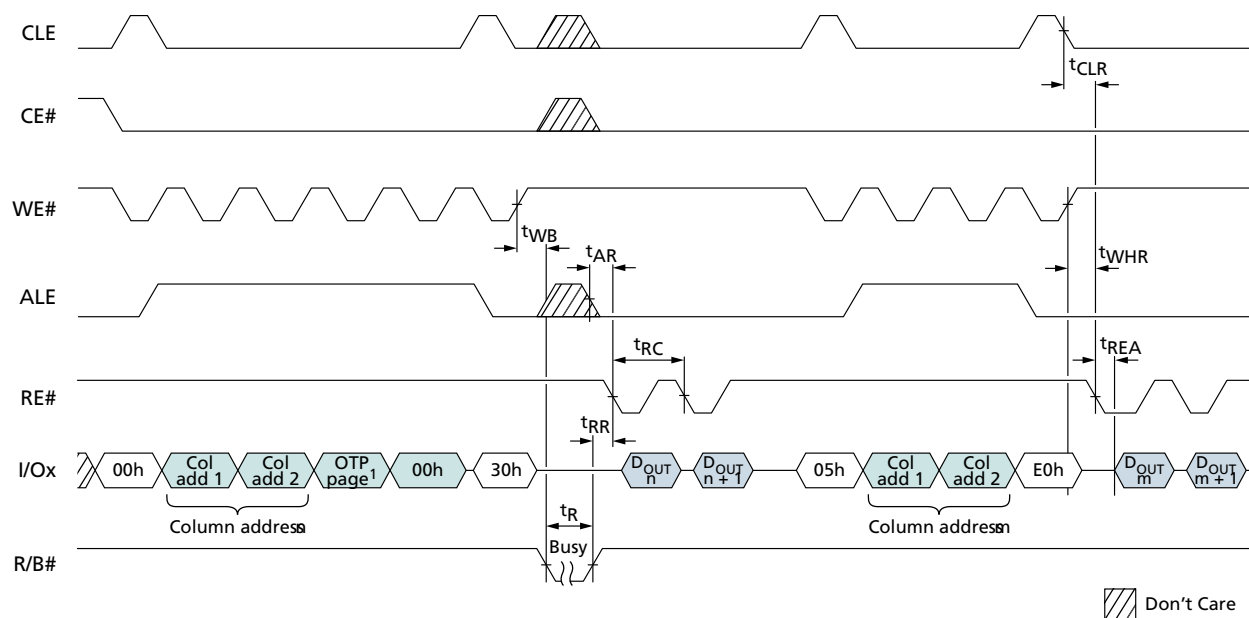 CLE
tCLR
CE#
WE#
tWB
tAR
tWHR
ALE
tRC
tREA
RE#
tRR
I/Ox
00h
Col add 1
Col add 2
OTP page1
00h
30h
DOUT n
DOUT n + 1
05h
Col add 1
Col add 2
E0h
DOUT m
DOUT m + 1
Column address n
tR
Column address m
R/B#
Busy
Don't Care